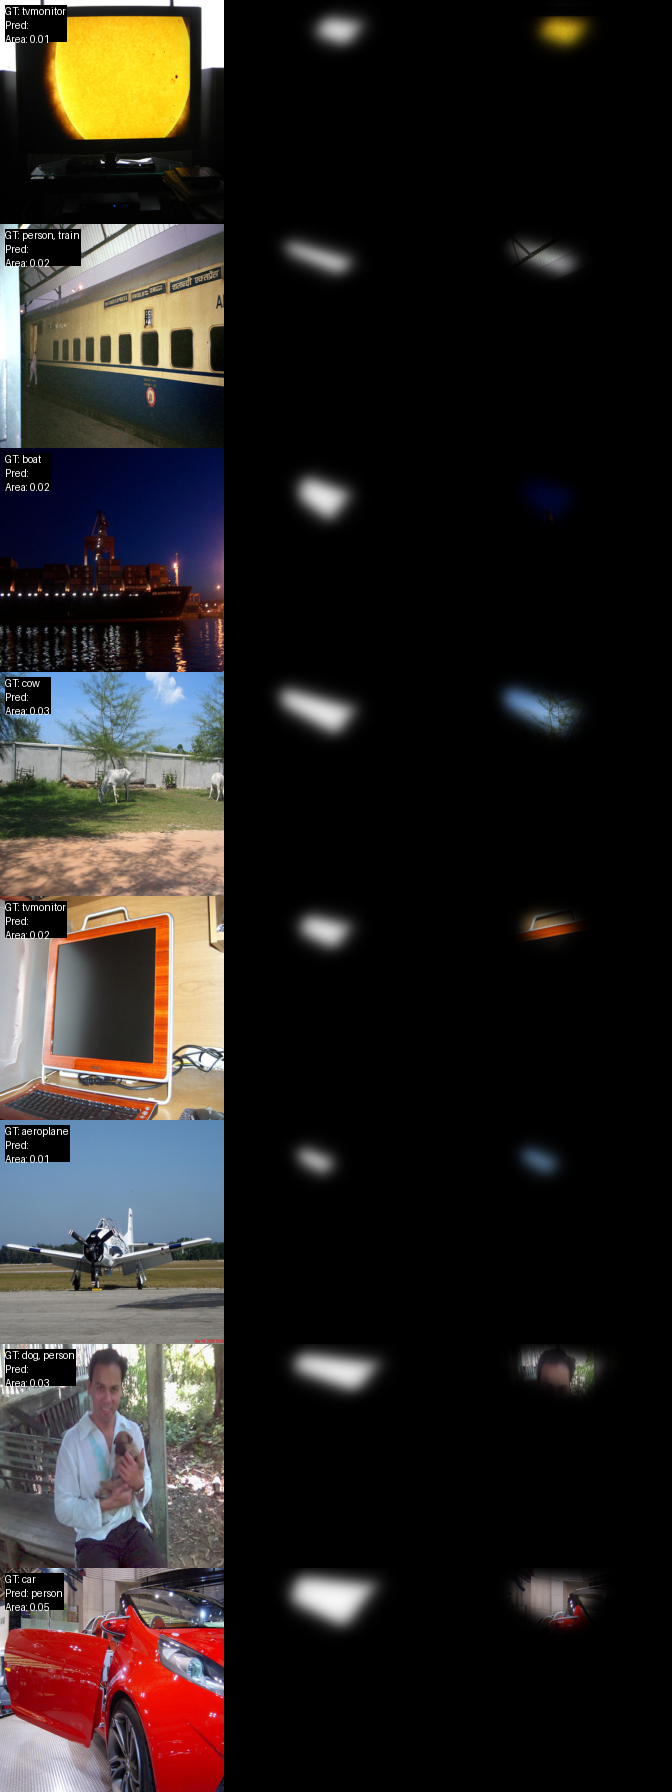 GT: tvmonitor
Pred:
Area: 0.01
GT: person, train
Pred:
Area: 0.02
GT: boat
Pred:
Area: 0.02
GT: cow
Pred:
Area: 0.03
GT: tvmonitor
Pred:
Area: 0.02
GT: aeroplane
Pred:
Area: 0.01
GT: dog, person
Pred:
Area: 0.03
GT: car
Pred: person
Area: 0.05